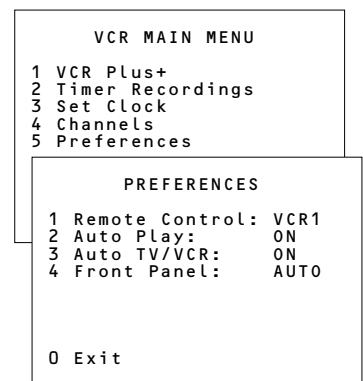 VCR MAIN MENU
1 VCR Plus+
2 Timer Recordings
3 Set Clock
4 Channels
5 Preferences
PREFERENCES
1 Remote Control: VCR1
2 Auto Play: ON
3 Auto TV/VCR: ON
4 Front Panel: AUTO
0 Exit